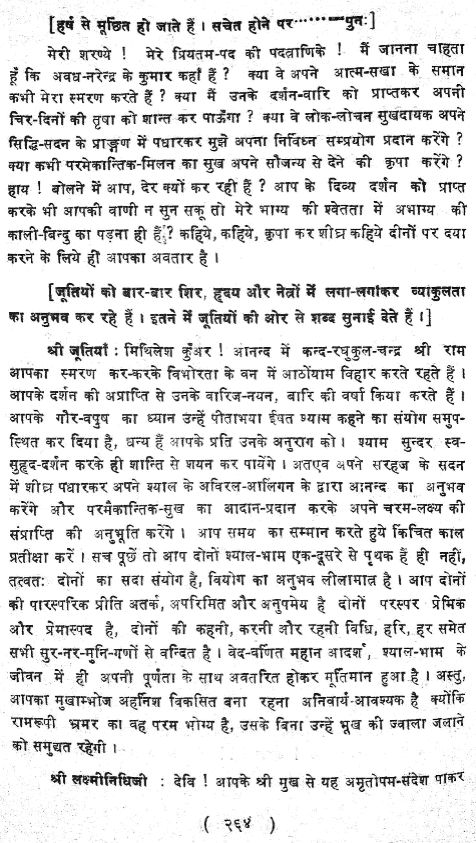 [हर्ष से मूछित हो जाते हैं । सचेत होने पर·········पुनः]
मेरी शरण्ये ! मेरे प्रियतम-पद की पदत्राणिके ! मैं जानना चाहता
हूँ कि अवध-नरेन्द्र के कुमार कहाँ हैं ? क्या वे अपने आत्म-सखा के समान
कभी मेरा स्मरण करते हैं ? क्या मैं उनके दर्शन-वारि को प्राप्तकर अपनी
चिर-दिनों की तृषा को शान्त कर पाऊँगा ? क्या वे लोक-लोचन सुखदायक अपने
सिद्धि-सदन के प्राङ्गण में पधारकर मुझे अपना निर्विघ्न सम्प्रयोग प्रदान करेंगे ?
क्या कभी परमेकान्तिक-मिलन का सुख अपने सौजन्य से देने की कृपा करेंगे ?
हाय ! बोलने में आप, देर क्यों कर रही हैं ? आप के दिव्य दर्शन को प्राप्त
करके भी आपकी वाणी न सुन सकू तो मेरे भाग्य की श्वेतता में अभाग्य की
काली-बिन्दु का पड़ना ही है ? कहिये, कहिये, कृपा कर शीघ्र कहिये दीनों पर दया
करने के लिये ही आपका अवतार है ।
[जूतियों को बार-बार शिर, हृदय और नेत्रों में लगा-लगाकर व्याकुलता
का अनुभव कर रहे हैं । इतने में जूतियों की ओर से शब्द सुनाई देते हैं ।]
श्री जूतियाँ : मिथिलेश कुँअर ! आनन्द में कन्द-रघुकुल-चन्द्र श्री राम
आपका स्मरण कर-करके विभोरता के वन में आठोंयाम विहार करते रहते हैं ।
आपके दर्शन की अप्राप्ति से उनके वारिज-नयन, बारि की वर्षा किया करते हैं ।
आपके गौर-वपुष का ध्यान उन्हें पीताभया ईषत श्याम कहने का संयोग समुप-
स्थित कर दिया है, धन्य हैं आपके प्रति उनके अनुराग को । श्याम सुन्दर स्व-
सुहृद-दर्शन करके ही शान्ति से शयन कर पायेंगे । अतएव अपने सरहज के सदन
में शीघ्र पधारकर अपने श्याल के अविरल-आलिंगन के द्वारा आनन्द का अनुभव
करेंगे और परमैकान्तिक-सुख का आदान-प्रदान करके अपने चरम-लक्ष्य की
संप्राप्ति की अनुभूति करेंगे । आप समय का सम्मान करते हुये किंचित काल
प्रतीक्षा करें । सच पूछें तो आप दोनों श्याल-भाम एक-दूसरे से पृथक हैं ही नहीं,
तत्वतः दोनों का सदा संयोग है, वियोग का अनुभव लीलामात्र है । आप दोनों
की पारस्परिक प्रीति अतर्क, अपरिमित और अनुपमेय है दोनों परस्पर प्रेमिक
और प्रेमास्पद है, दोनों की कहनी, करनी और रहनी विधि, हरि, हर समेत
सभी सुर-नर-मुनि-गणों से वन्दित है । वेद-वर्णित महान आदर्श, श्याल-भाम के
जीवन में ही अपनी पूर्णता के साथ अवतरित होकर मूर्तिमान हुआ है । अस्तु,
आपका मुखाम्भोज अहर्निश विकसित बना रहना अनिवार्य-आवश्यक है क्योंकि
रामरूपी भ्रमर का वह परम भोग्य है, उसके बिना उन्हें भूख की ज्वाला जलाने
को समुद्यत रहेगी ।
श्री लक्ष्मीनिधिजी : देवि ! आपके श्री मुख से यह अमृतोपम-संदेश पाकर
( २६४ )